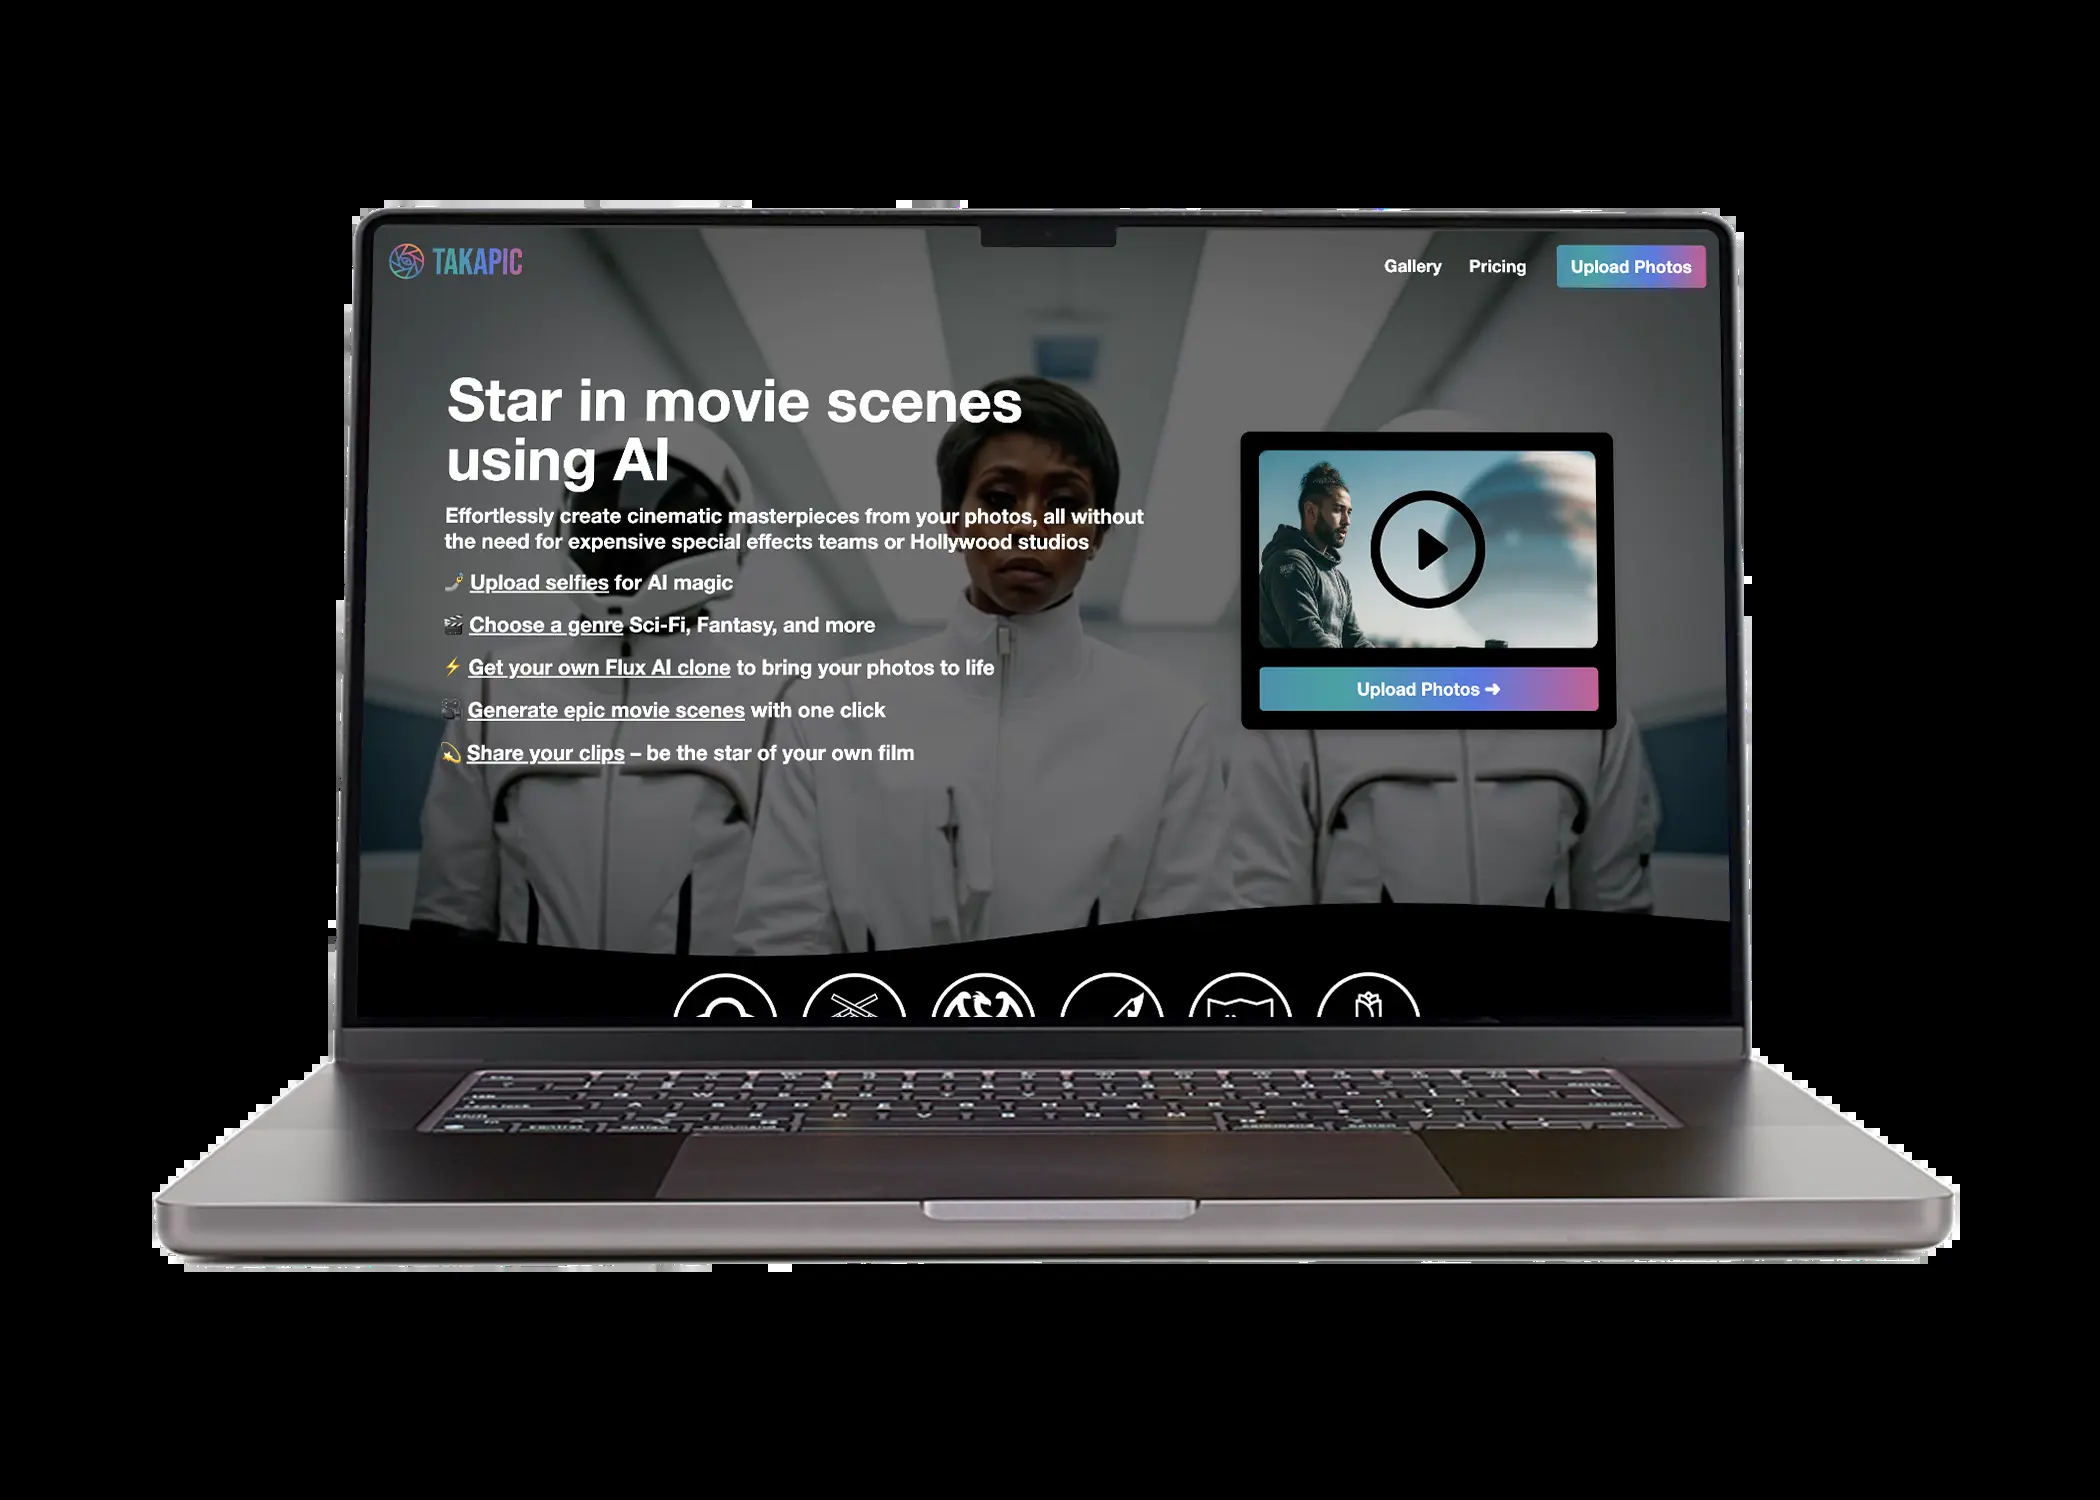 TAKAPIC
Gallery
Pricing
Upload Photos
Star in movie scenes
using AI
Effortlessly create cinematic masterpieces from your photos, all without
the need for expensive special effects teams or Hollywood studios
Upload selfies for AI magic
Choose a genre Sci-Fi, Fantasy, and more
Get your own Flux AI clone to bring your photos to life
Generate epic movie scenes with one click
Share your clips – be the star of your own film
Upload Photos ➜